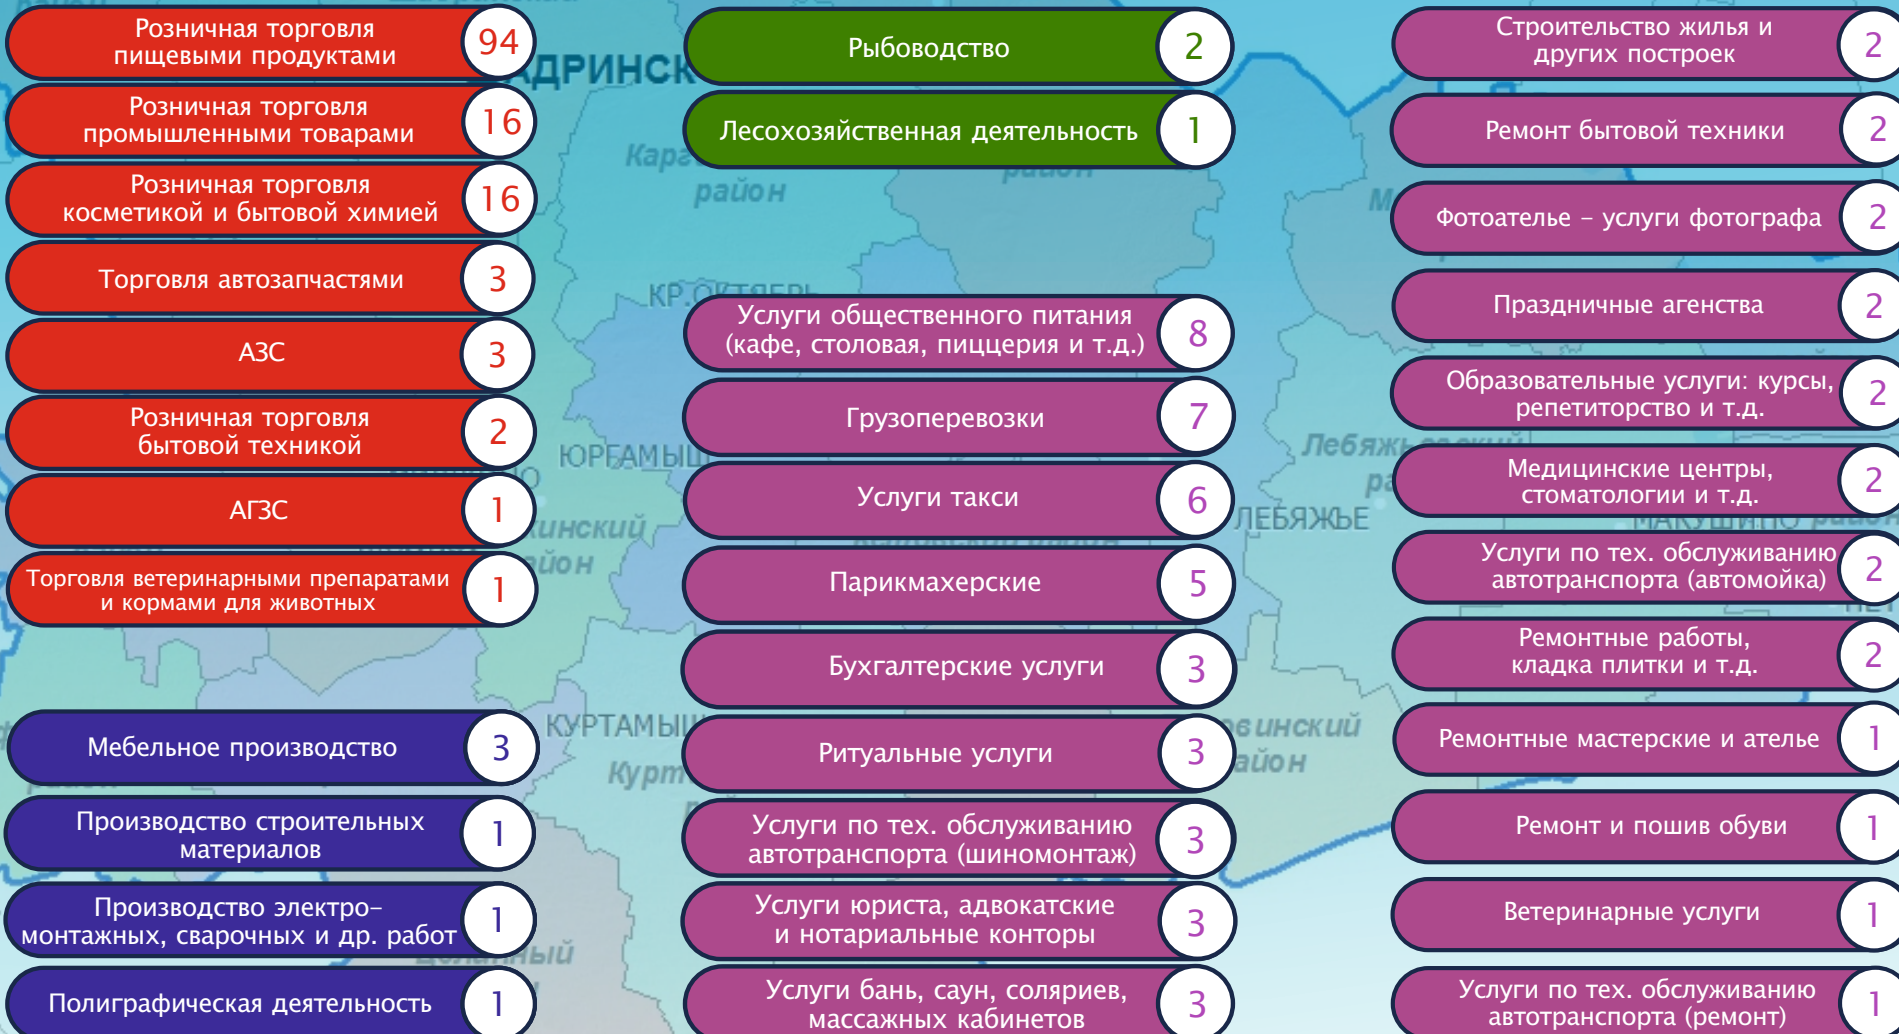 Розничная торговля
пищевыми продуктами
94
Розничная торговля
промышленными товарами
16
Розничная торговля
косметикой и бытовой химией
16
Торговля автозапчастями
3
АЗС
3
Розничная торговля
бытовой техникой
2
АГЗС
1
Торговля ветеринарными препаратами
и кормами для животных
1
Мебельное производство
3
Производство строительных
материалов
1
Производство электро-
монтажных, сварочных и др. работ
1
Полиграфическая деятельность
1
Рыбоводство
2
Лесохозяйственная деятельность
1
Услуги общественного питания
(кафе, столовая, пиццерия и т.д.)
8
Грузоперевозки
7
Услуги такси
6
Парикмахерские
5
Бухгалтерские услуги
3
Ритуальные услуги
3
Услуги по тех. обслуживанию
автотранспорта (шиномонтаж)
3
Услуги юриста, адвокатские
и нотариальные конторы
3
Услуги бань, саун, соляриев,
массажных кабинетов
3
Строительство жилья и
других построек
2
Ремонт бытовой техники
2
Фотоателье – услуги фотографа
2
Праздничные агенства
2
Образовательные услуги: курсы,
репетиторство и т.д.
2
Медицинские центры,
стоматологии и т.д.
2
Услуги по тех. обслуживанию
автотранспорта (автомойка)
2
Ремонтные работы,
кладка плитки и т.д.
2
Ремонтные мастерские и ателье
1
Ремонт и пошив обуви
1
Ветеринарные услуги
1
Услуги по тех. обслуживанию
автотранспорта (ремонт)
1
АДРИНСК
район
КР.ОКТЯБРЬ
ЮРГАМЫШ
район
ЛЕБЯЖЬЕ
МАКУШИНО
КУРТАМЫШ
район